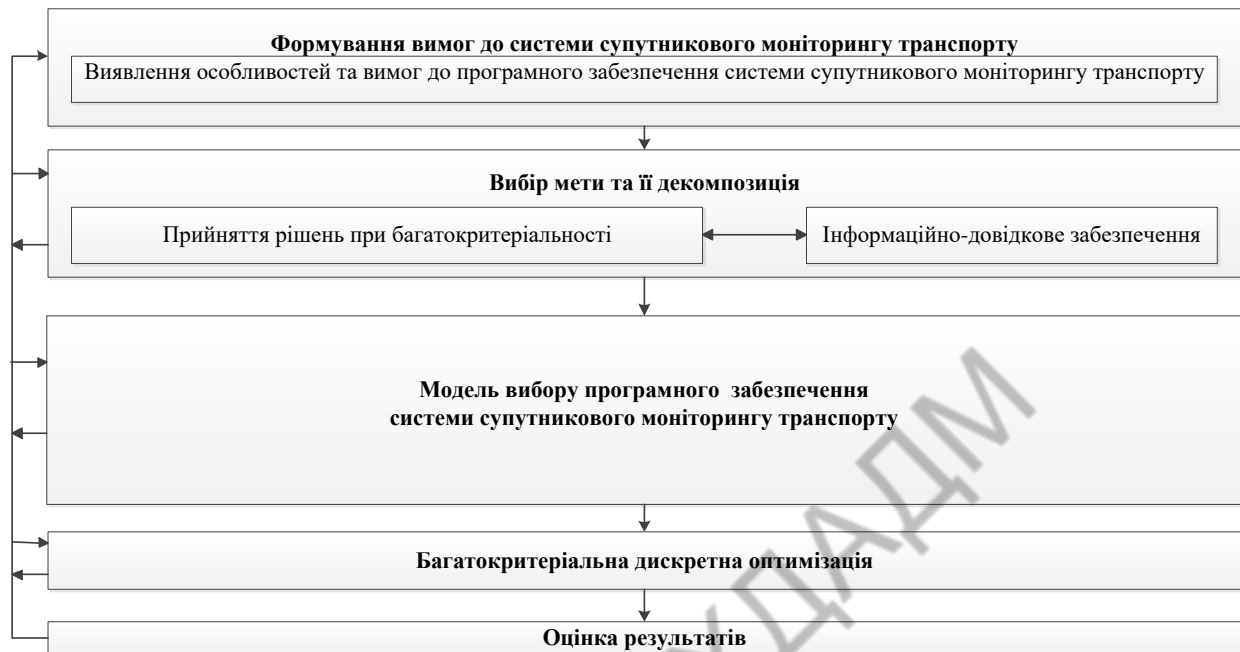 Формування вимог до системи супутникового моніторингу транспорту
Виявлення особливостей та вимог до програмного забезпечення системи супутникового моніторингу транспорту
Вибір мети та її декомпозиція
Прийняття рішень при багатокритеріальності
Інформаційно-довідкове забезпечення
Модель вибору програмного забезпечення
системи супутникового моніторингу транспорту
Багатокритеріальна дискретна оптимізація
Оцінка результатів
ХДАДМ